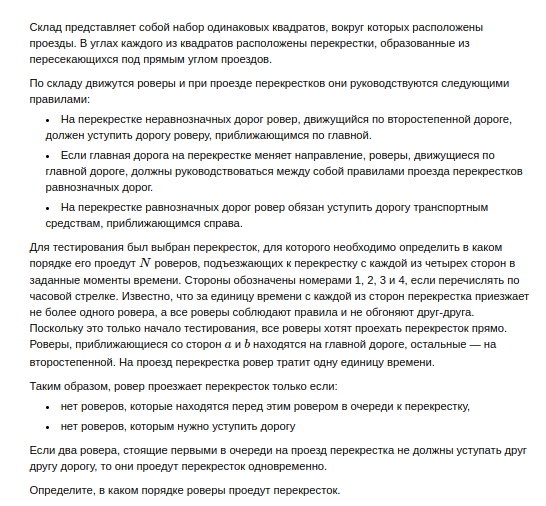 Склад представляет собой набор одинаковых квадратов, вокруг которых расположены
проезды. В углах каждого из квадратов расположены перекрестки, образованные из
пересекающихся под прямым углом проездов.
По складу движутся роверы и при проезде перекрестков они руководствуются следующими
правилами:
• На перекрестке неравнозначных дорог ровер, движущийся по второстепенной дороге,
должен уступить дорогу роверу, приближающимся по главной.
• Если главная дорога на перекрестке меняет направление, роверы, движущиеся по
главной дороге, должны руководствоваться между собой правилами проезда перекрестков
равнозначных дорог.
• На перекрестке равнозначных дорог ровер обязан уступить дорогу транспортным
средствам, приближающимся справа.
Для тестирования был выбран перекресток, для которого необходимо определить в каком
порядке его проедут N роверов, подъезжающих к перекрестку с каждой из четырех сторон в
заданные моменты времени. Стороны обозначены номерами 1, 2, 3 и 4, если перечислять по
часовой стрелке. Известно, что за единицу времени с каждой из сторон перекрестка приезжает
не более одного ровера, а все роверы соблюдают правила и не обгоняют друг-друга.
Поскольку это только начало тестирования, все роверы хотят проехать перекресток прямо.
Роверы, приближающиеся со сторон a и b находятся на главной дороге, остальные — на
второстепенной. На проезд перекрестка ровер тратит одну единицу времени.
Таким образом, ровер проезжает перекресток только если:
• нет роверов, которые находятся перед этим ровером в очереди к перекрестку,
• нет роверов, которым нужно уступить дорогу
Если два ровера, стоящие первыми в очереди на проезд перекрестка не должны уступать друг
другу дорогу, то они проедут перекресток одновременно.
Определите, в каком порядке роверы проедут перекресток.